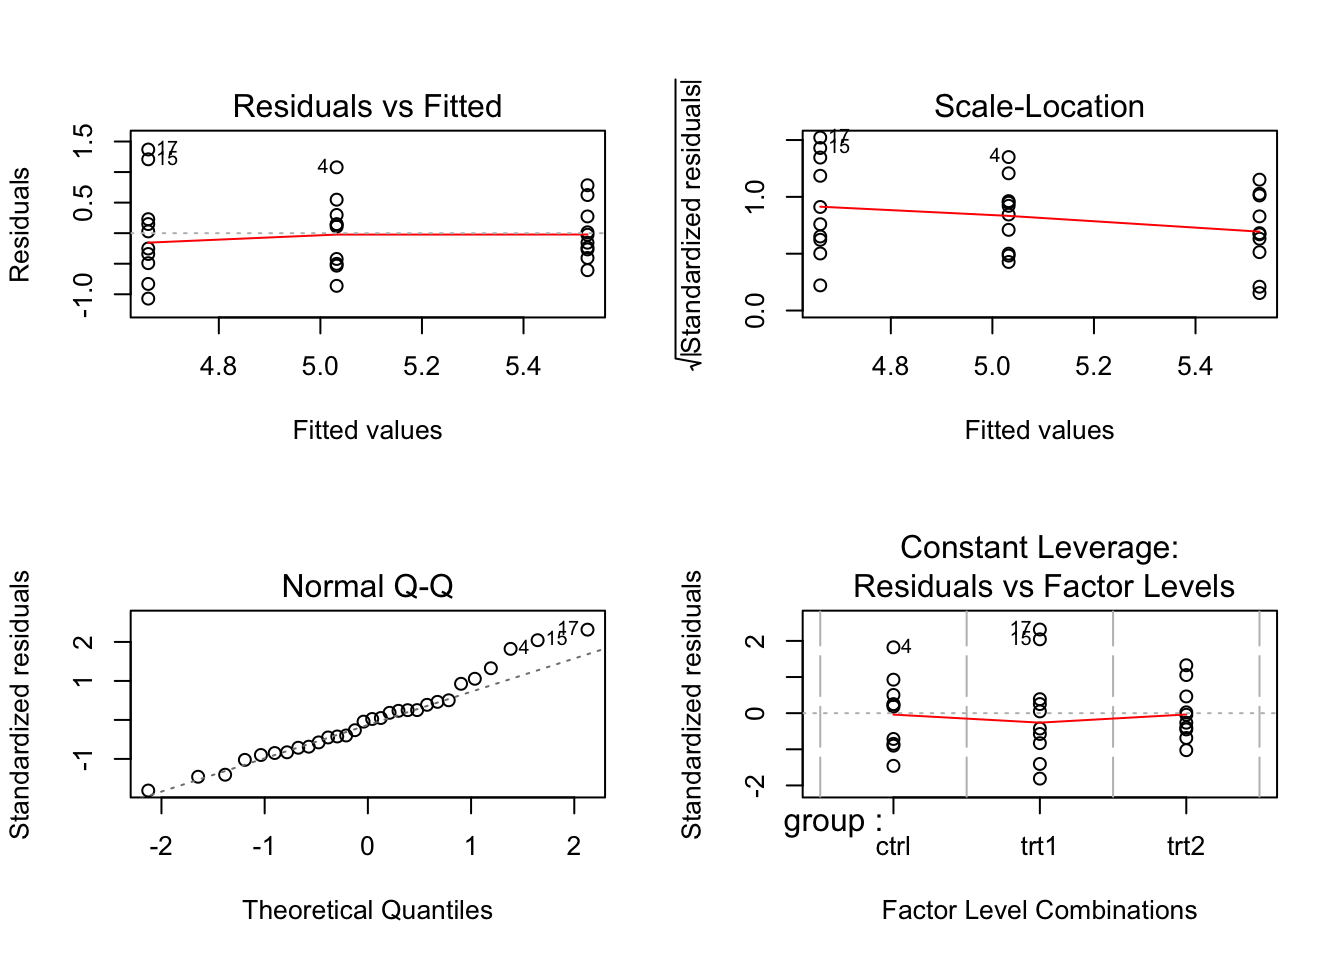 Residuals vs Fitted
Residuals
1.5
0.5
-1.0
17
15
4
4.8 5.0 5.2 5.4
Fitted values
Scale-Location
√|Standardized residuals|
1.0
0.0
17
15
4
4.8 5.0 5.2 5.4
Fitted values
Normal Q-Q
Standardized residuals
2
1
-1
17
15
4
-2 -1 0 1 2
Theoretical Quantiles
Constant Leverage:
Residuals vs Factor Levels
Standardized residuals
2
0
-2
4
17
15
group :
ctrl trt1 trt2
Factor Level Combinations